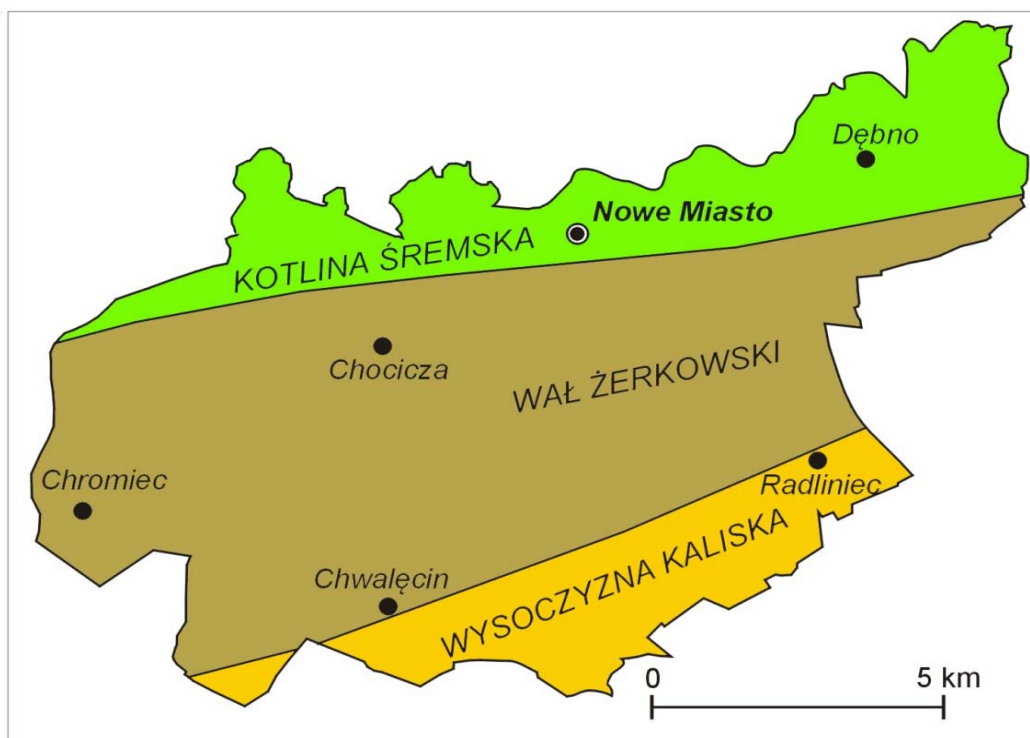 Dębno
Nowe Miasto
KOTLINA ŚREMSKA
Chocicza
WAŁ ŻERKOWSKI
Chromiec
Radliniec
Chwalęcin
WYSOCZYZNA KALISKA
0 5 km